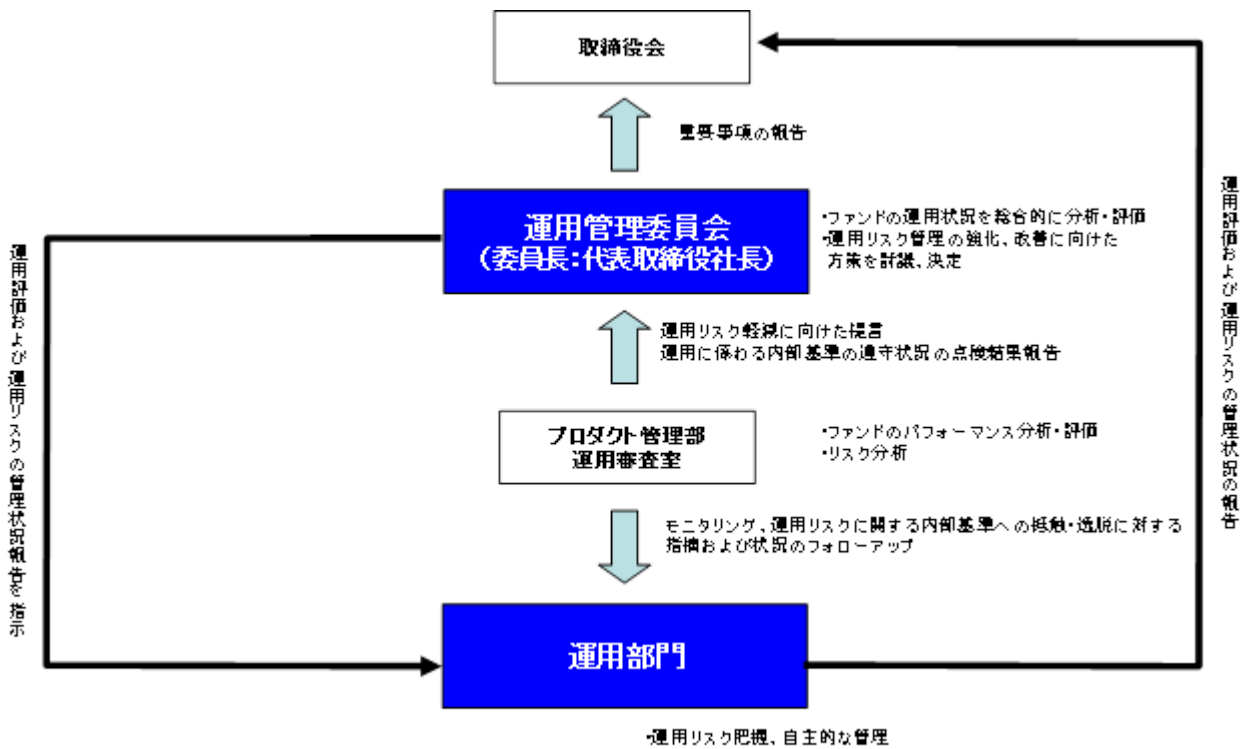 取締役会
重要事項の報告
運用管理委員会
(委員長:代表取締役社長)
・ファンドの運用状況を総合的に分析・評価
・運用リスク管理の強化、改善に向けた
方策を討議、決定
運用リスク軽減に向けた提言
運用に係わる内部基準の遵守状況の点検結果報告
プロダクト管理部
運用審査室
・ファンドのパフォーマンス分析・評価
・リスク分析
モニタリング、運用リスクに関する内部基準への抵触・逸脱に対する
指摘および状況のフォローアップ
運用部門
・運用リスク把握、自主的な管理
運用評価および運用リスクの管理状況報告を指示
運用評価および運用リスクの管理状況の報告